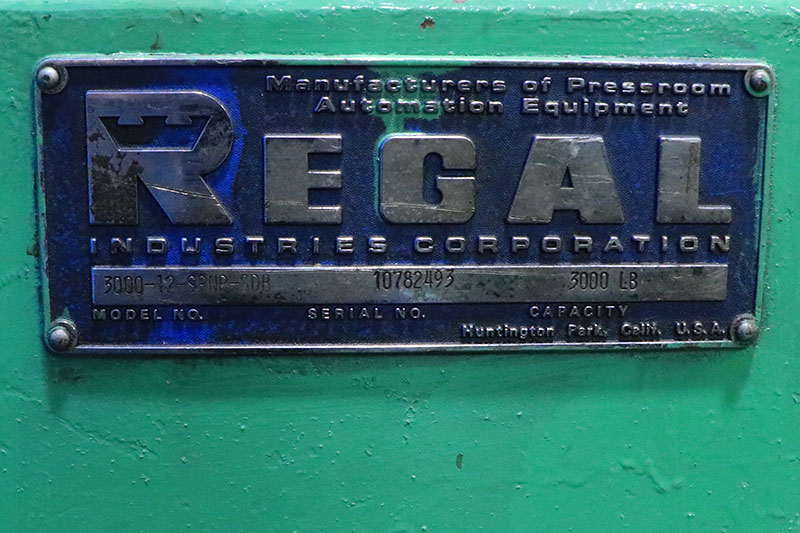 Manufacturers of Pressroom
Automation Equipment
REGAL
INDUSTRIES CORPORATION
10782493 3000 LB
MODEL NO. SERIAL NO. CAPACITY
Huntington Park, Calif. U.S.A.